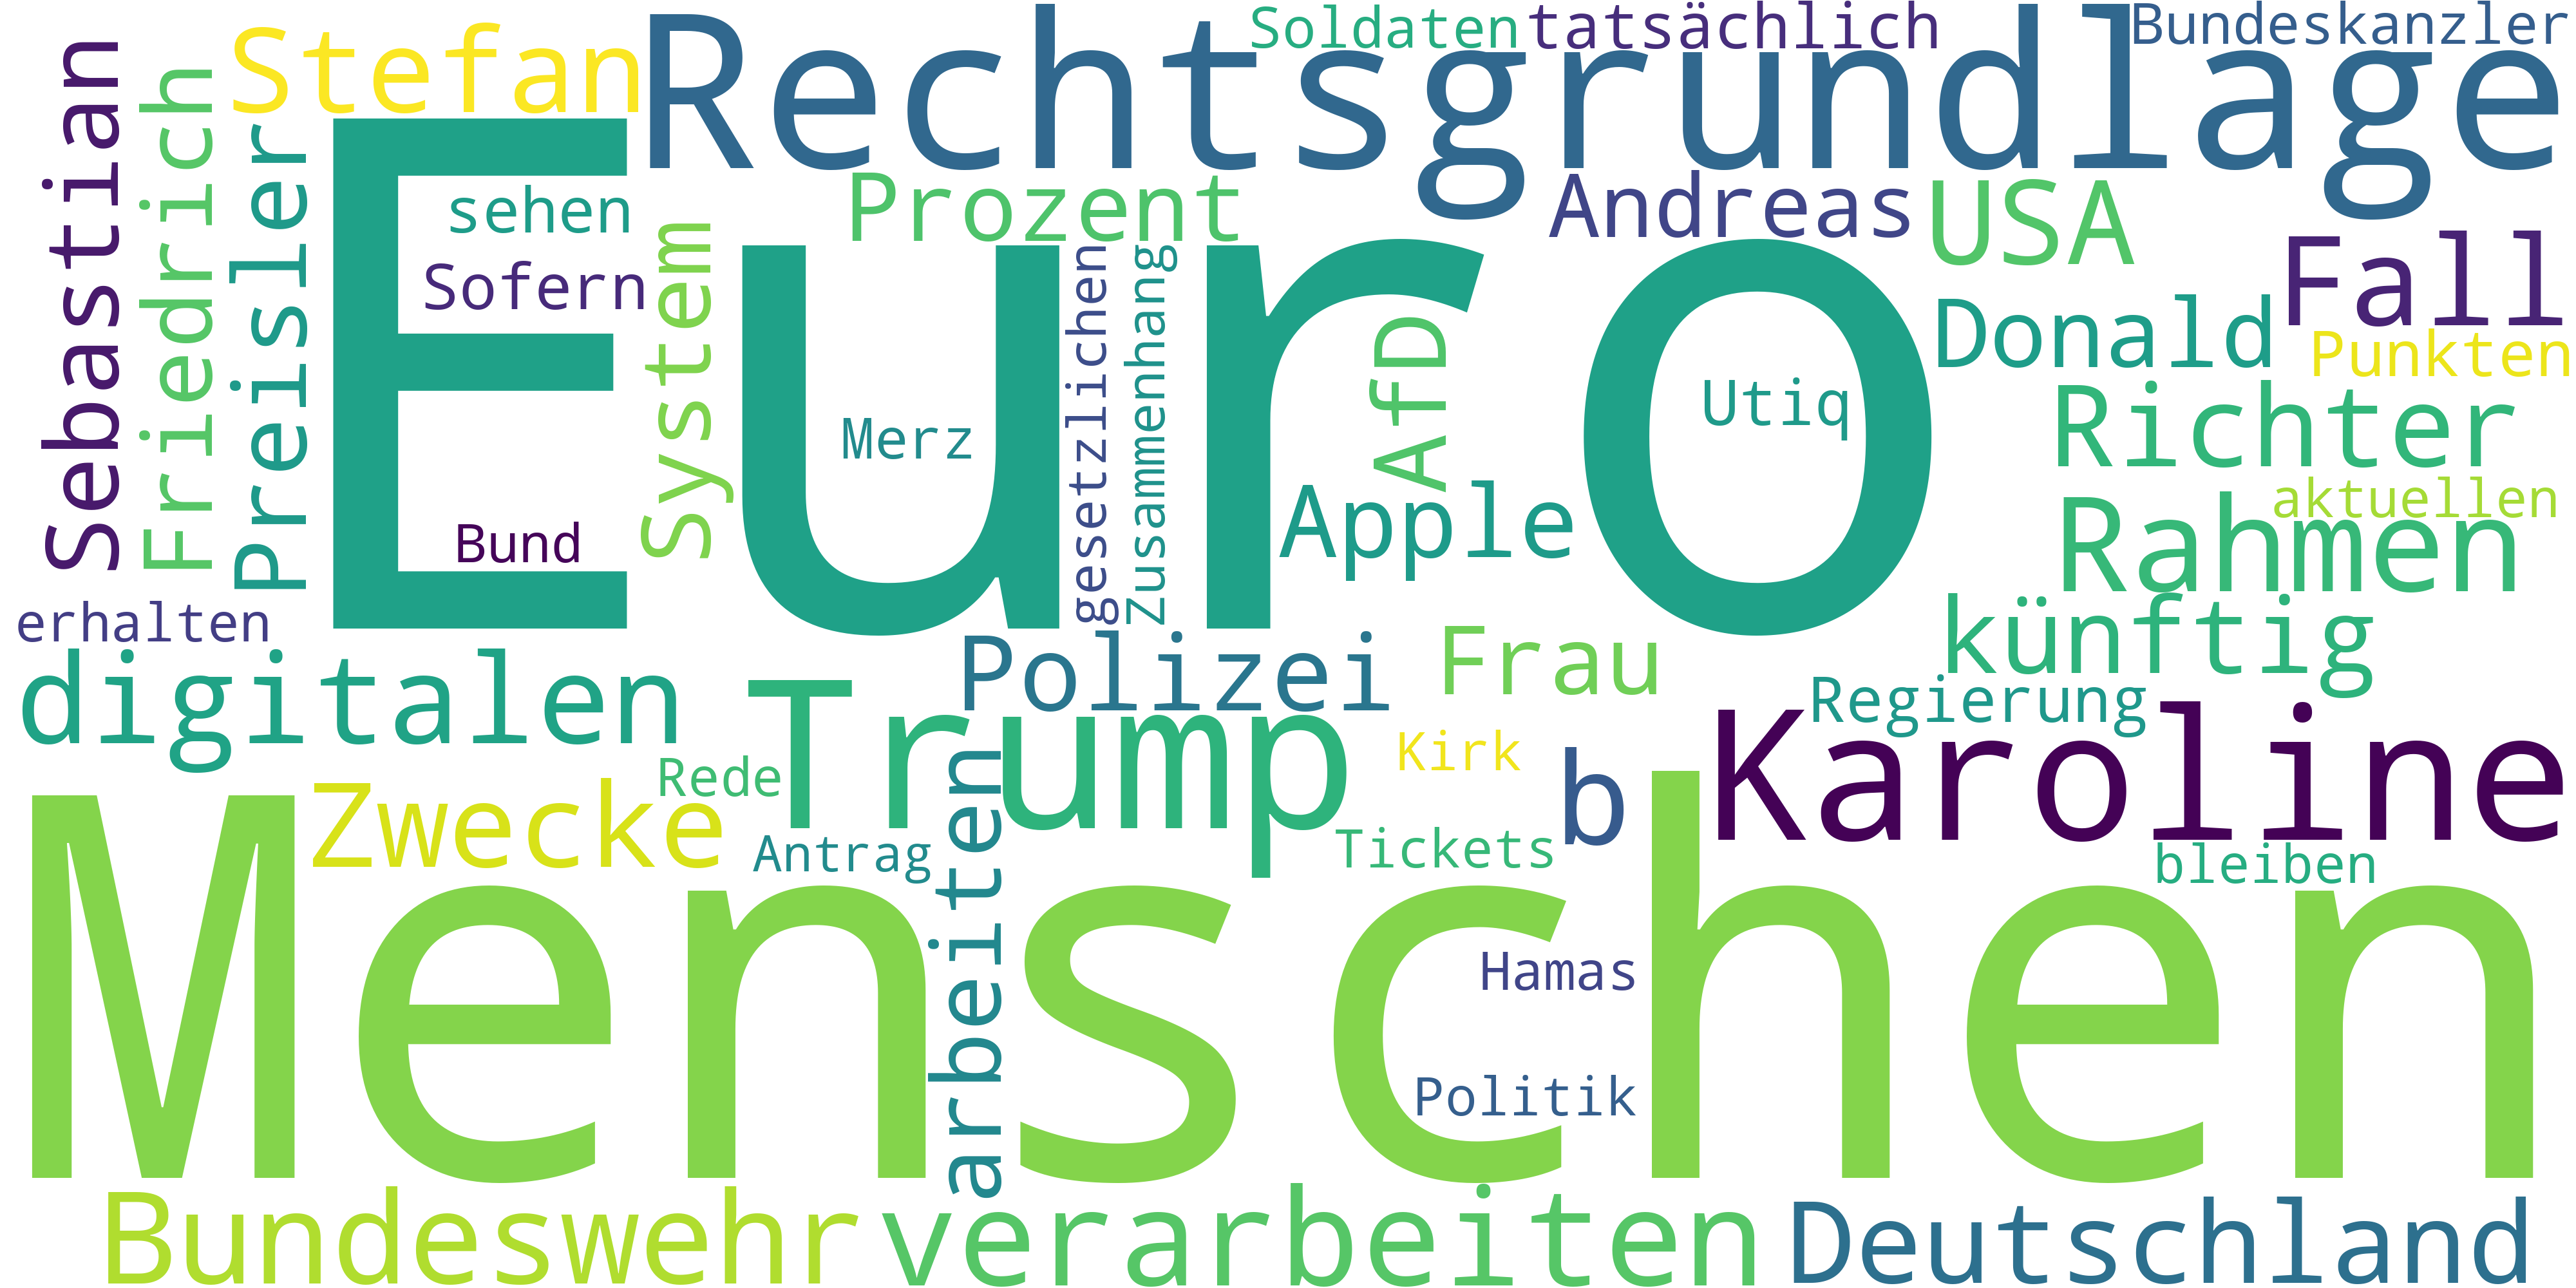 Soldaten
tatsächlich
Bundeskanzler
Stefan
Rechtsgrundlage
Sebastian
Friedrich
Preisler
Euro
sehen
Sofern
System
Prozent
Andreas
USA
Fall
Donald
Punkten
gesetzlichen
Zusammenhang
AfD
Utiq
Merz
Richter
Bund
Apple
aktuellen
Rahmen
erhalten
künftig
digitalen
Polizei
Frau
Regierung
Trump
Karoline
Kirk
b
Rede
Zwecke
Antrag
Tickets
bleiben
arbeiten
Menschen
Hamas
Politik
Bundeswehr
verarbeiten
Deutschland